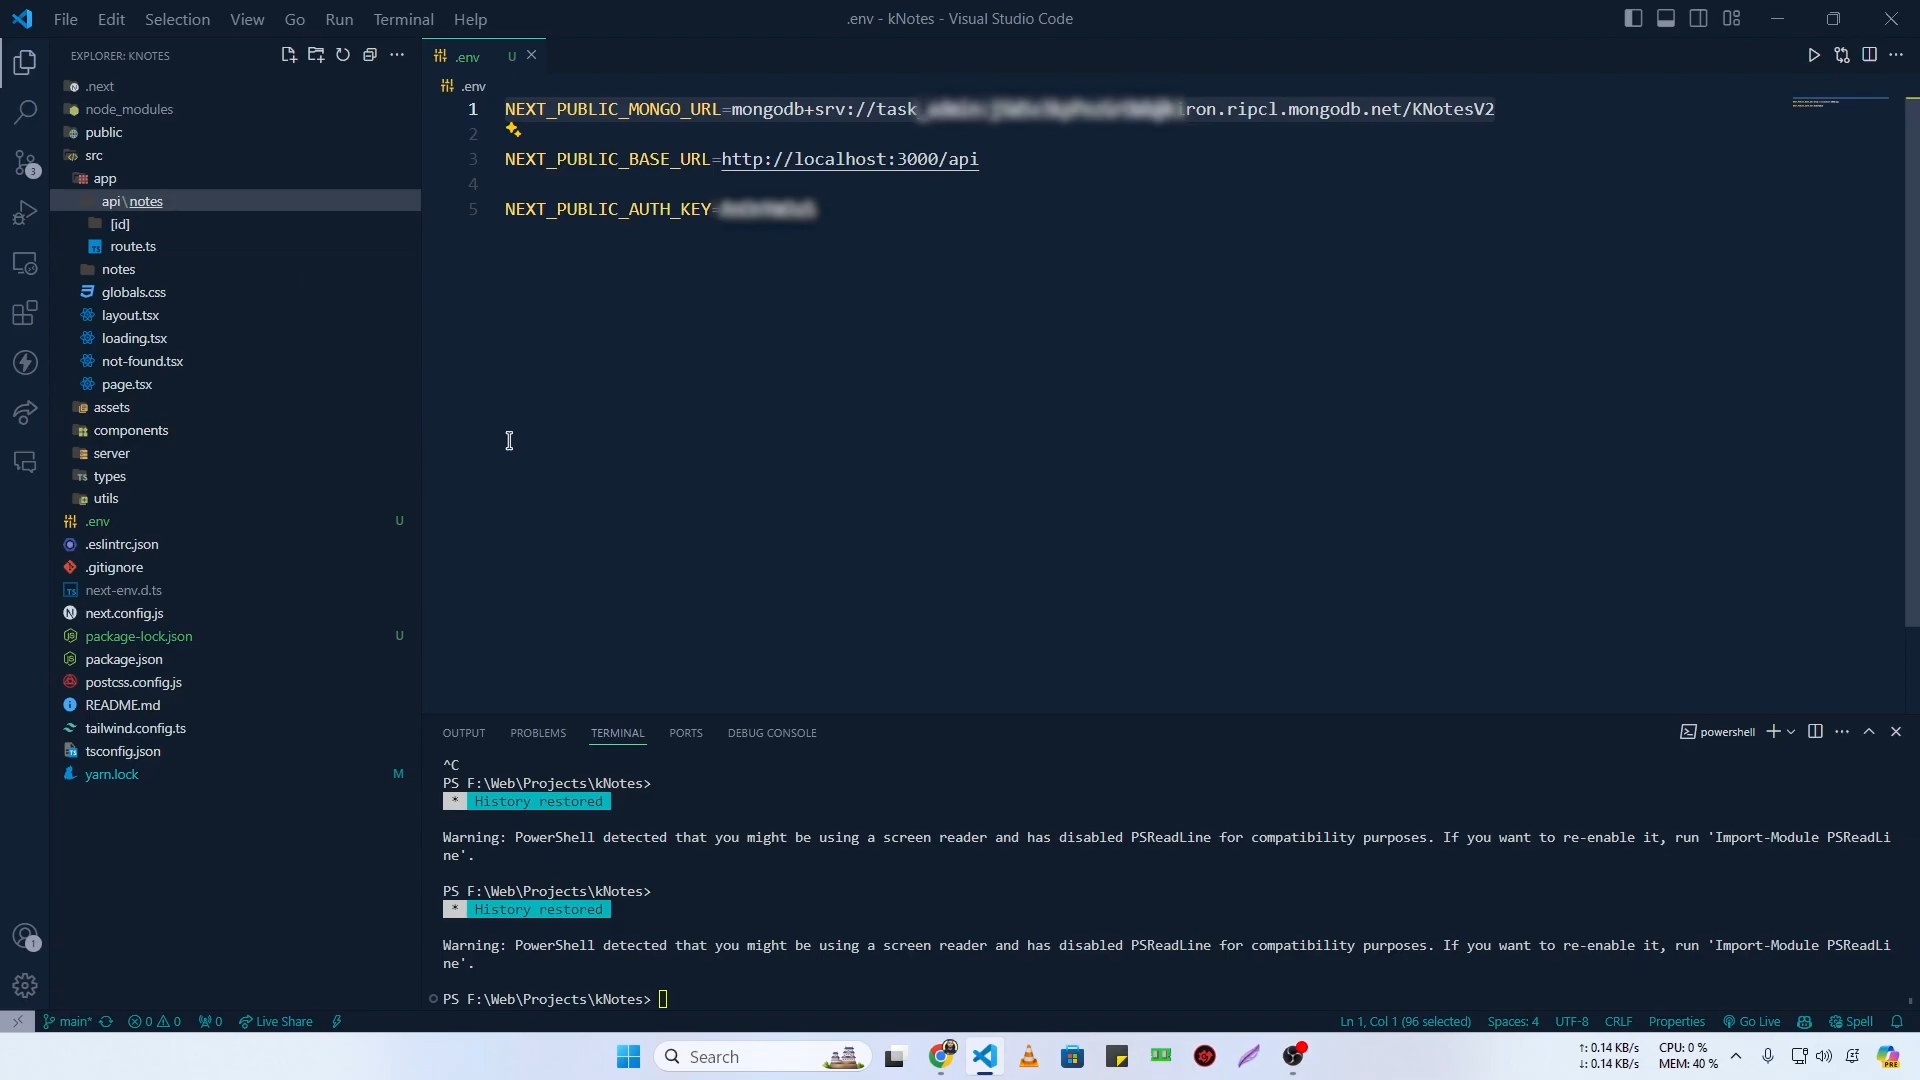 File Edit Selection View Go Run Terminal Help
.env - kNotes - Visual Studio Code
EXPLORER: KNOTES
.env U
.next
.env
node_modules
1 NEXT_PUBLIC_MONGO_URL=mongodb+srv://task iron.ripcl.mongodb.net/KNotesV2
public
2
src
3 NEXT_PUBLIC_BASE_URL=http://localhost:3000/api
app
4
api\notes
5 NEXT_PUBLIC_AUTH_KEY=
[id]
route.ts
notes
globals.css
layout.tsx
loading.tsx
not-found.tsx
page.tsx
assets
components
server
types
utils
.env U
.eslintrc.json
.gitignore
next-env.d.ts
next.config.js
package-lock.json U
package.json
postcss.config.js
README.md
tailwind.config.ts
tsconfig.json
yarn.lock M
3
1
OUTPUT PROBLEMS TERMINAL PORTS DEBUG CONSOLE
powershell
^C
PS F:\Web\Projects\kNotes>
* History restored
Warning: PowerShell detected that you might be using a screen reader and has disabled PSReadLine for compatibility purposes. If you want to re-enable it, run 'Import-Module PSReadLi
ne'.
PS F:\Web\Projects\kNotes>
* History restored
Warning: PowerShell detected that you might be using a screen reader and has disabled PSReadLine for compatibility purposes. If you want to re-enable it, run 'Import-Module PSReadLi
ne'.
PS F:\Web\Projects\kNotes>
main* 0 0 0 Live Share
Ln 1, Col 1 (96 selected) Spaces: 4 UTF-8 CRLF Properties Go Live Spell
Search
↑: 0.14 KB/s CPU: 0 %
↓: 0.14 KB/s MEM: 40 %
PRE